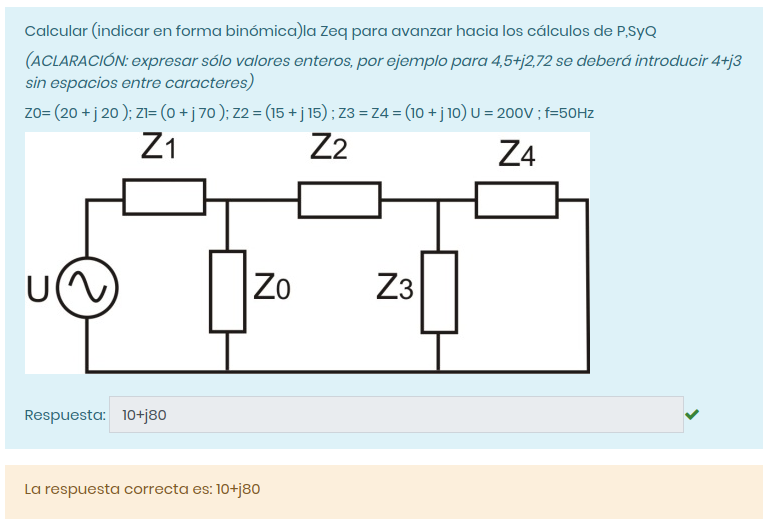 Calcular (indicar en forma binómica)la Zeq para avanzar hacia los cálculos de P,SyQ
(ACLARACIÓN: expresar sólo valores enteros, por ejemplo para 4,5+j2,72 se deberá introducir 4+j3
sin espacios entre caracteres)
Z0= (20 + j 20 ); Z1= (0 + j 70 ); Z2 = (15 + j 15) ; Z3 = Z4 = (10 + j 10) U = 200V ; f=50Hz
Z1 Z2 Z4
U Z0 Z3
Respuesta: 10+j80
La respuesta correcta es: 10+j80